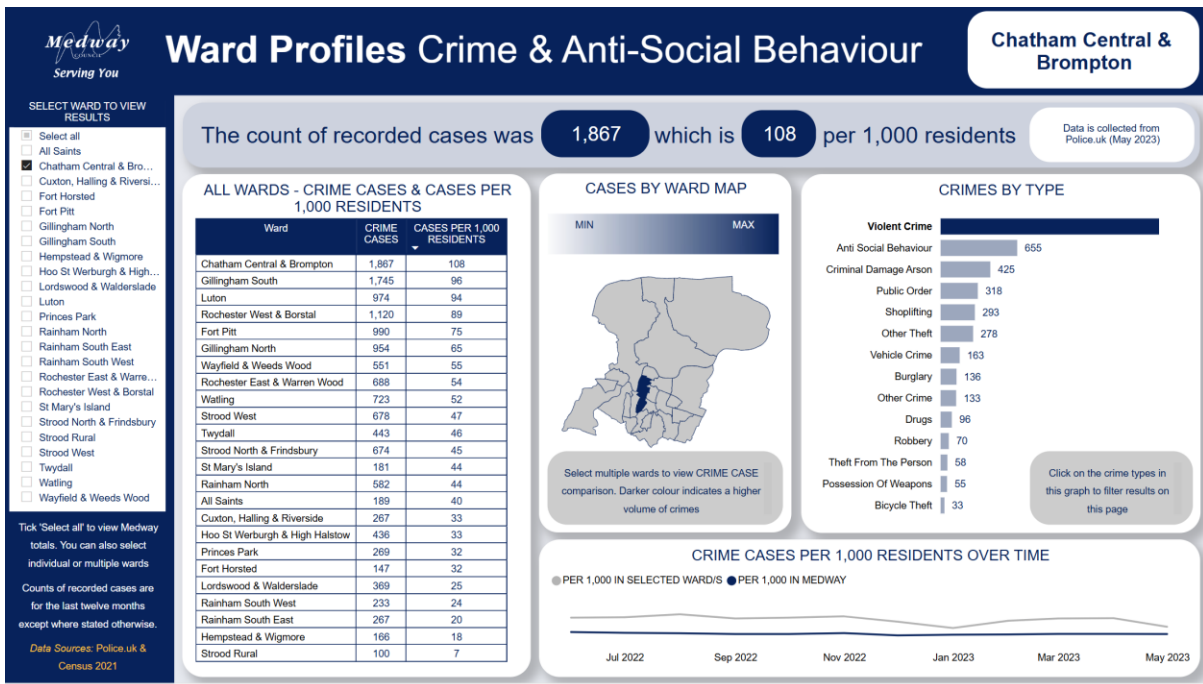 Medway
COUNCIL
Serving You
Ward Profiles Crime & Anti-Social Behaviour
Chatham Central &
Brompton
SELECT WARD TO VIEW
RESULTS
Select all
All Saints
Chatham Central & Bro...
Cuxton, Halling & Riversi...
Fort Horsted
Fort Pitt
Gillingham North
Gillingham South
Hempstead & Wigmore
Hoo St Werburgh & High...
Lordswood & Walderslade
Luton
Princes Park
Rainham North
Rainham South East
Rainham South West
Rochester East & Warre...
Rochester West & Borstal
St Mary's Island
Strood North & Frindsbury
Strood Rural
Strood West
Twydall
Watling
Wayfield & Weeds Wood
Tick 'Select all' to view Medway
totals. You can also select
individual or multiple wards
Counts of recorded cases are
for the last twelve months
except where stated otherwise.
Data Sources: Police.uk &
Census 2021
The count of recorded cases was 1,867 which is 108 per 1,000 residents
Data is collected from
Police.uk (May 2023)
ALL WARDS - CRIME CASES & CASES PER
1,000 RESIDENTS
Ward CRIME CASES CASES PER 1,000 RESIDENTS
Chatham Central & Brompton 1,867 108
Gillingham South 1,745 96
Luton 974 94
Rochester West & Borstal 1,120 89
Fort Pitt 990 75
Gillingham North 954 65
Wayfield & Weeds Wood 551 55
Rochester East & Warren Wood 688 54
Watling 723 52
Strood West 678 47
Twydall 443 46
Strood North & Frindsbury 674 45
St Mary's Island 181 44
Rainham North 582 44
All Saints 189 40
Cuxton, Halling & Riverside 267 33
Hoo St Werburgh & High Halstow 436 33
Princes Park 269 32
Fort Horsted 147 32
Lordswood & Walderslade 369 25
Rainham South West 233 24
Rainham South East 267 20
Hempstead & Wigmore 166 18
Strood Rural 100 7
CASES BY WARD MAP
MIN MAX
Select multiple wards to view CRIME CASE
comparison. Darker colour indicates a higher
volume of crimes
CRIMES BY TYPE
Violent Crime
Anti Social Behaviour 655
Criminal Damage Arson 425
Public Order 318
Shoplifting 293
Other Theft 278
Vehicle Crime 163
Burglary 136
Other Crime 133
Drugs 96
Robbery 70
Theft From The Person 58
Possession Of Weapons 55
Bicycle Theft 33
Click on the crime types in
this graph to filter results on
this page
CRIME CASES PER 1,000 RESIDENTS OVER TIME
PER 1,000 IN SELECTED WARD/S PER 1,000 IN MEDWAY
Jul 2022 Sep 2022 Nov 2022 Jan 2023 Mar 2023 May 2023